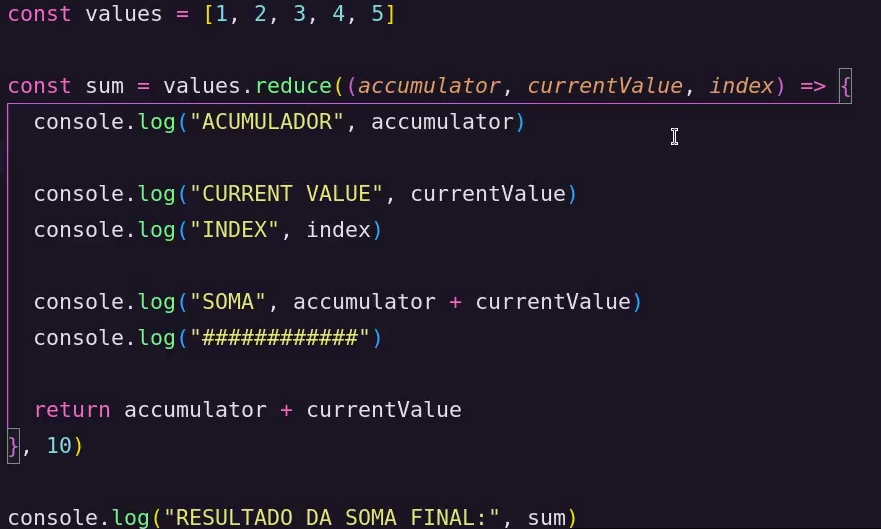 const values = [1, 2, 3, 4, 5]
const sum = values.reduce((accumulator, currentValue, index) => {
console.log("ACUMULADOR", accumulator)
console.log("CURRENT VALUE", currentValue)
console.log("INDEX", index)
console.log("SOMA", accumulator + currentValue)
console.log("############")
return accumulator + currentValue
}, 10)
console.log("RESULTADO DA SOMA FINAL:", sum)